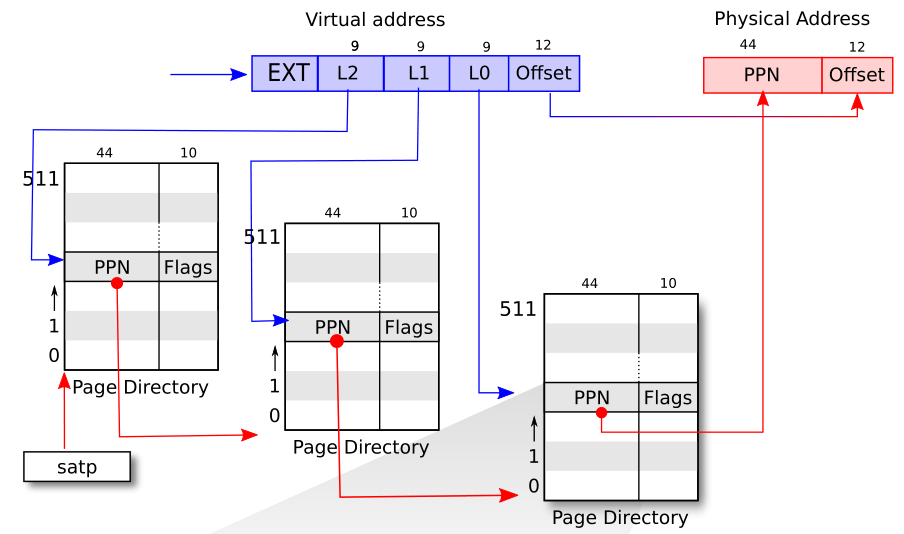 Virtual address
Physical Address
9 9 9 12
EXT L2 L1 L0 Offset
44 12
PPN Offset
44 10
511
PPN Flags
1
0
Page Directory
satp
44 10
511
PPN Flags
1
0
Page Directory
44 10
511
PPN Flags
1
0
Page Directory